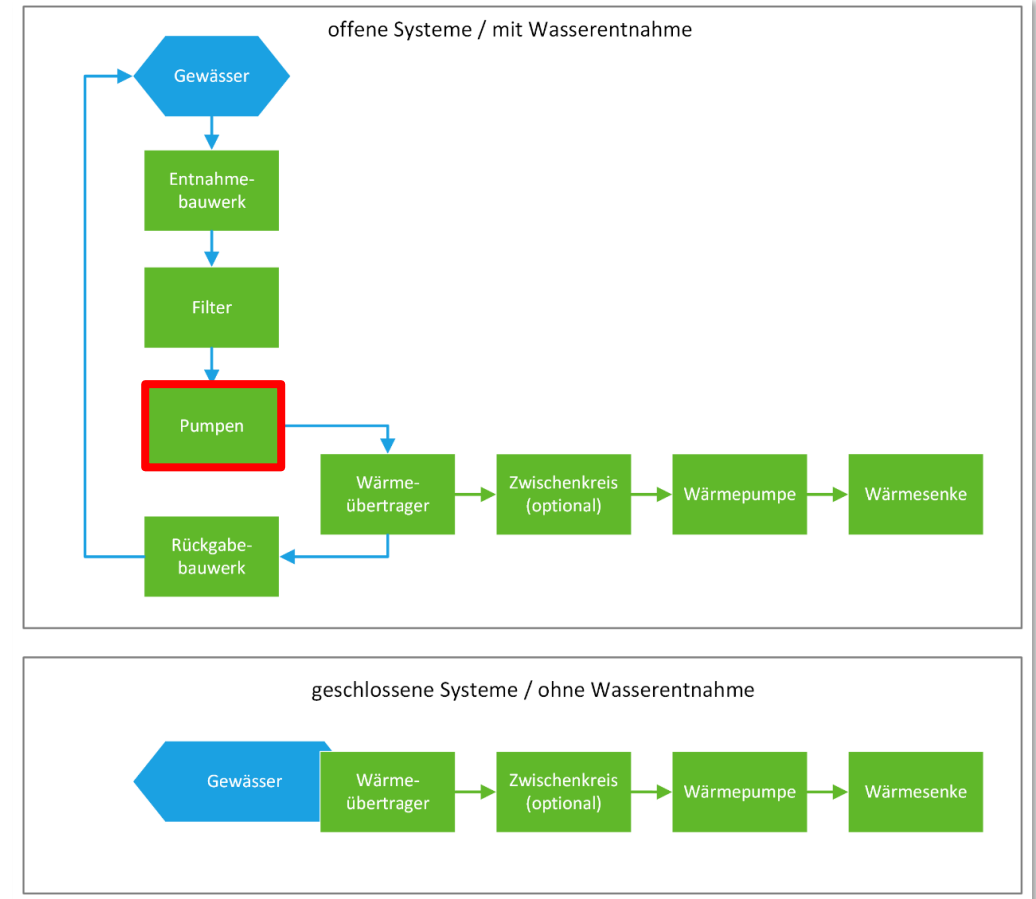 offene Systeme / mit Wasserentnahme
Gewässer
Entnahme-
bauwerk
Filter
Pumpen
Wärme-
übertrager
Zwischenkreis
(optional)
Wärmepumpe
Wärmesenke
Rückgabe-
bauwerk
geschlossene Systeme / ohne Wasserentnahme
Gewässer
Wärme-
übertrager
Zwischenkreis
(optional)
Wärmepumpe
Wärmesenke